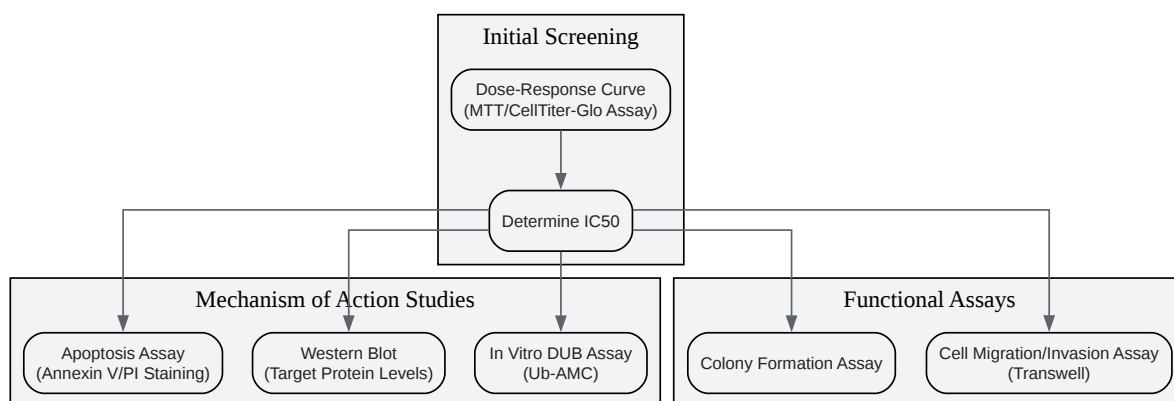 Initial Screening
Dose-Response Curve
(MTT/CellTiter-Glo Assay)
Determine IC50
Mechanism of Action Studies
Apoptosis Assay
(Annexin V/PI Staining)
Western Blot
(Target Protein Levels)
In Vitro DUB Assay
(Ub-AMC)
Functional Assays
Colony Formation Assay
Cell Migration/Invasion Assay
(Transwell)